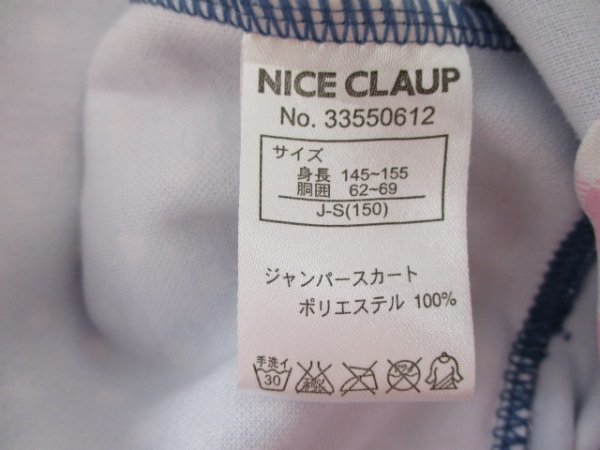 NICE CLAUP
No. 33550612
サイズ
身長 145~155
胴囲 62~69
J-S(150)
ジャンパースカート
ポリエステル 100%
手洗イ
30